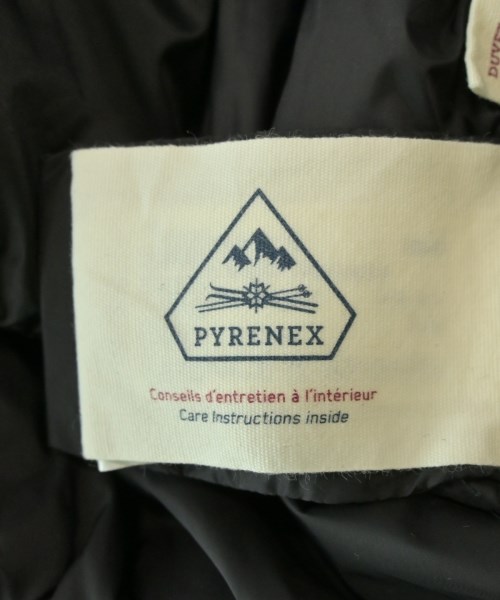 PYRENEX
Conseils d'entretien à l'intérieur
Care Instructions inside